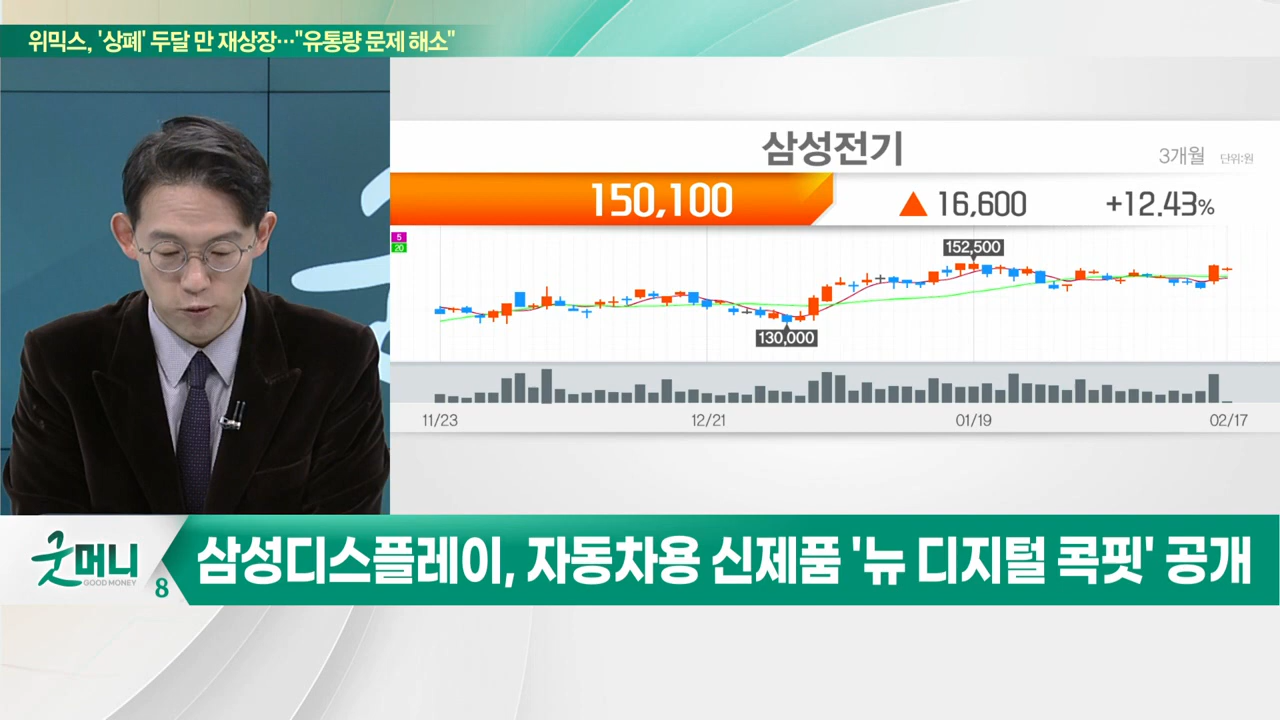 위믹스, '상폐' 두달 만 재상장…"유통량 문제 해소"
삼성전기
3개월 단위:원
150,100 ▲ 16,600 +12.43%
5
20
152,500
130,000
11/23 12/21 01/19 02/17
굿머니
GOOD MONEY
8
삼성디스플레이, 자동차용 신제품 '뉴 디지털 콕핏' 공개